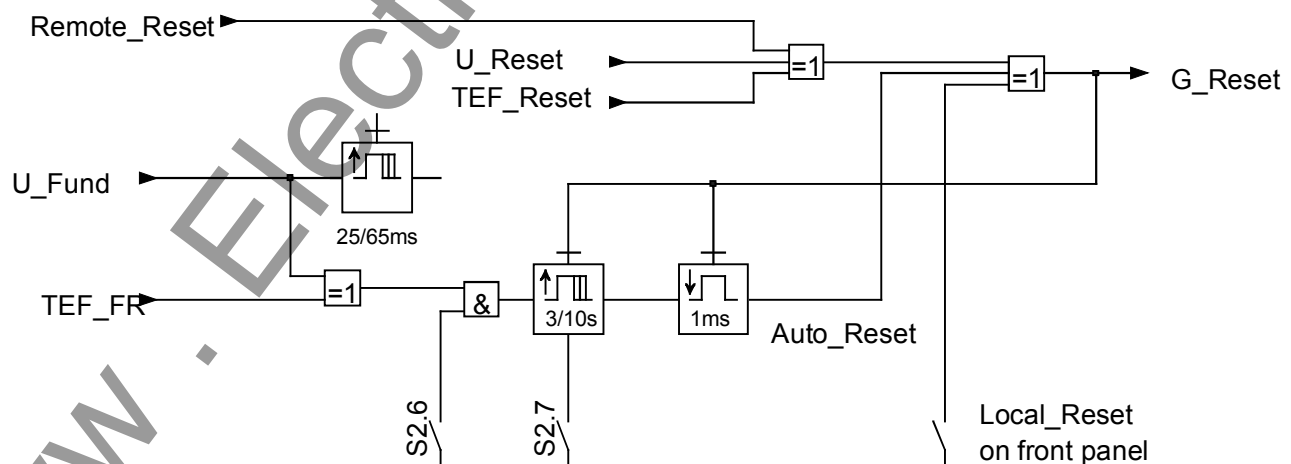 Remote_Reset
U_Reset
=1
=1
G_Reset
TEF_Reset
U_Fund
25/65ms
TEF_FR
=1
&
3/10s
1ms
Auto_Reset
S2.6
S2.7
Local_Reset
on front panel
w . Elect